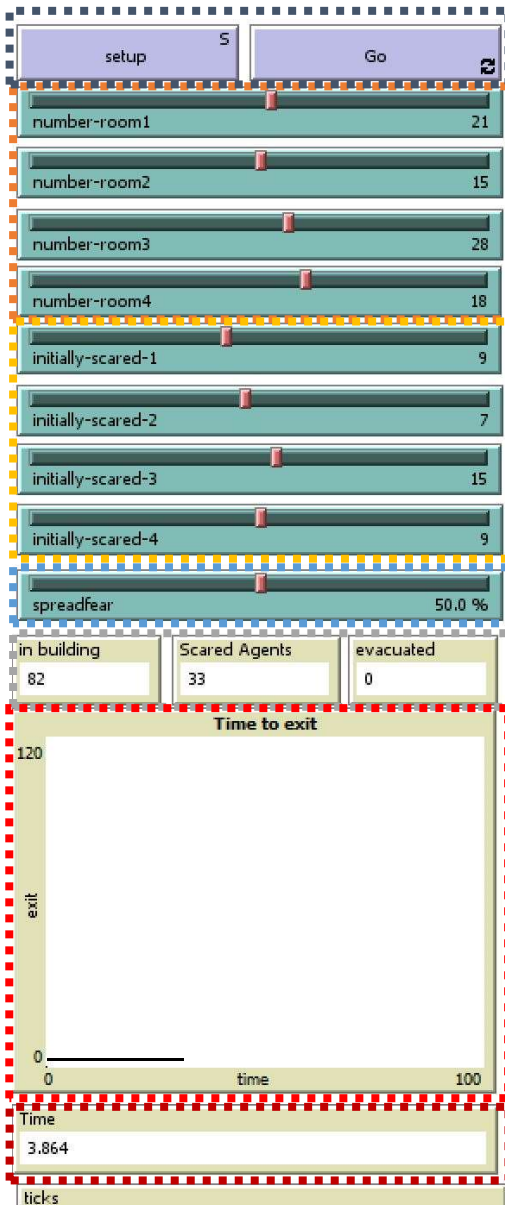 setup S Go
number-room1 21
number-room2 15
number-room3 28
number-room4 18
initially-scared-1 9
initially-scared-2 7
initially-scared-3 15
initially-scared-4 9
spreadfear 50.0 %
in building Scared Agents evacuated
82 33 0
Time to exit
120
exit
0
0 time 100
Time
3.864
ticks